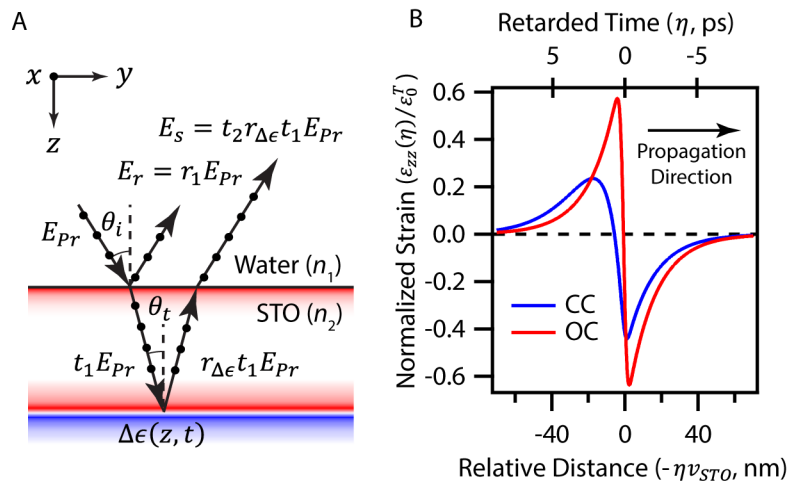 A
x
y
z
E_s = t_2 r_{Δϵ} t_1 E_{Pr}
E_r = r_1 E_{Pr}
E_{Pr}
θ_i
Water (n_1)
θ_t
STO (n_2)
t_1 E_{Pr}
r_{Δϵ} t_1 E_{Pr}
Δϵ(z, t)
B
Retarded Time (η, ps)
5 0 -5
Normalized Strain (ε_{zz}(η)/ε_0^T)
0.6
0.4
0.2
0.0
-0.2
-0.4
-0.6
Propagation
Direction
CC
OC
-40 0 40
Relative Distance (-ηv_{STO}, nm)